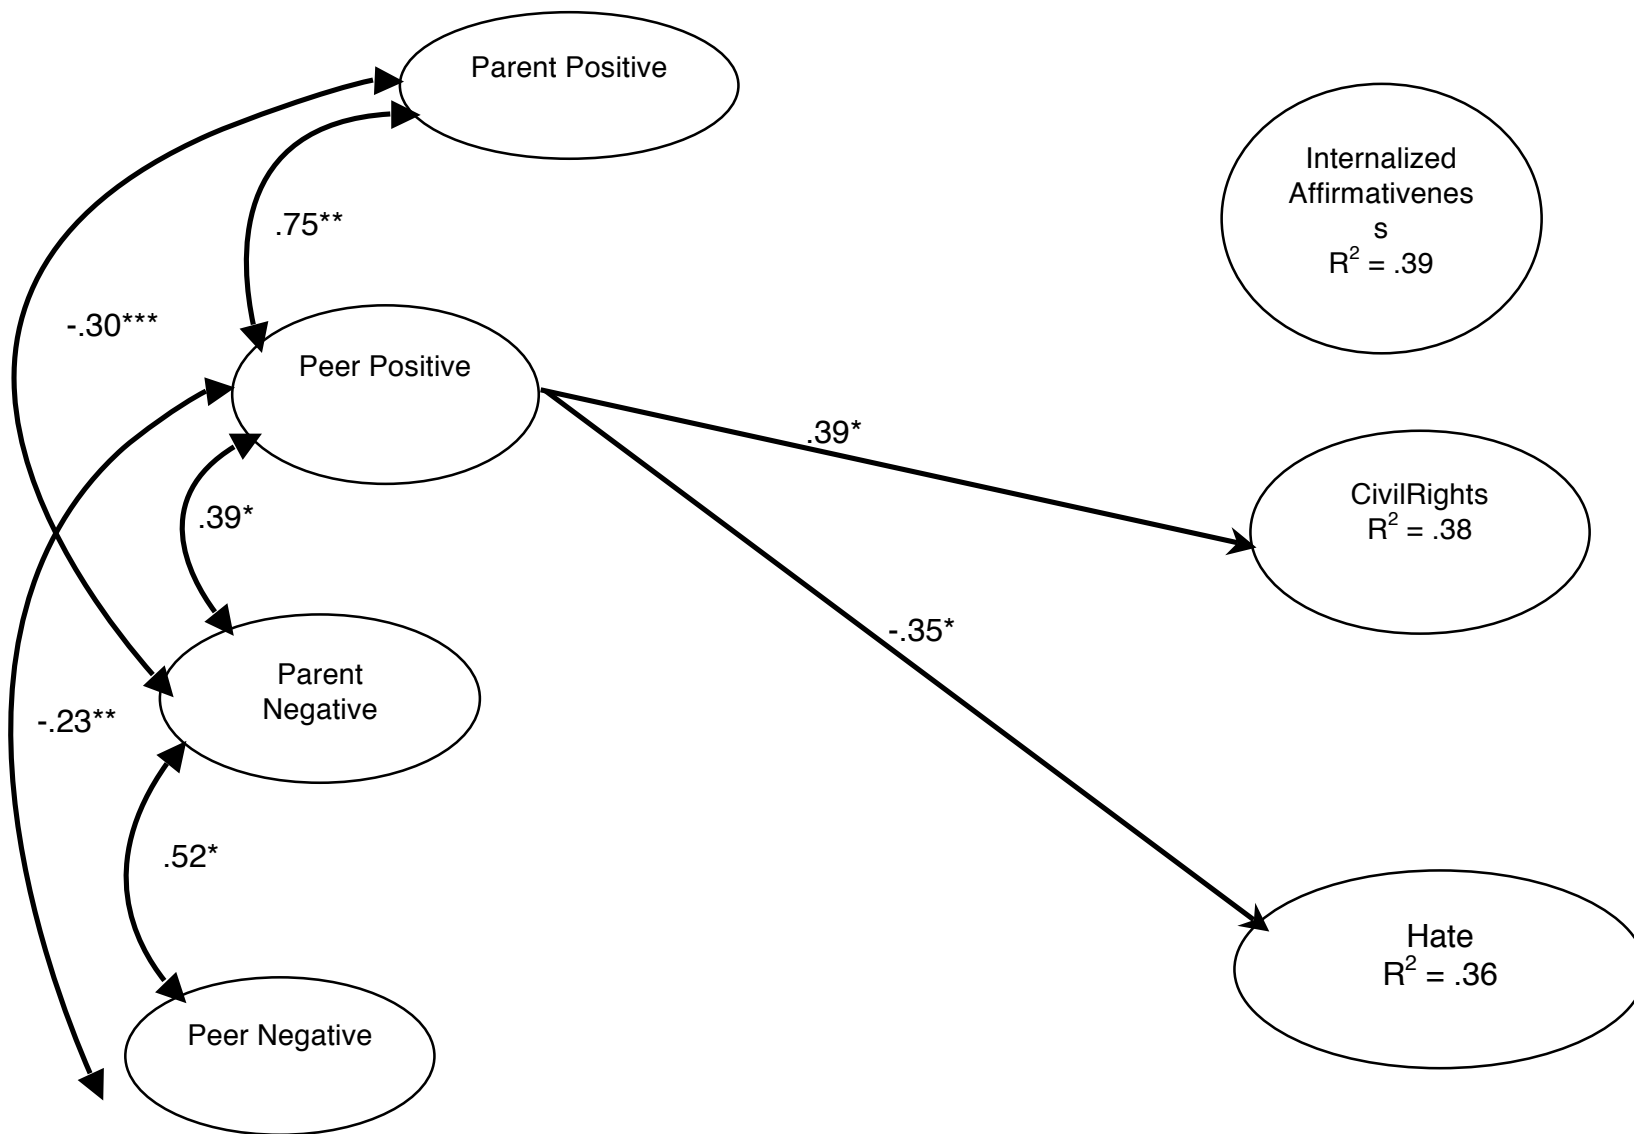 Parent Positive
Internalized
Affirmativenes
s
R² = .39
.75**
-.30***
Peer Positive
.39*
CivilRights
R² = .38
.39*
-.35*
Parent
Negative
-.23**
.52*
Hate
R² = .36
Peer Negative